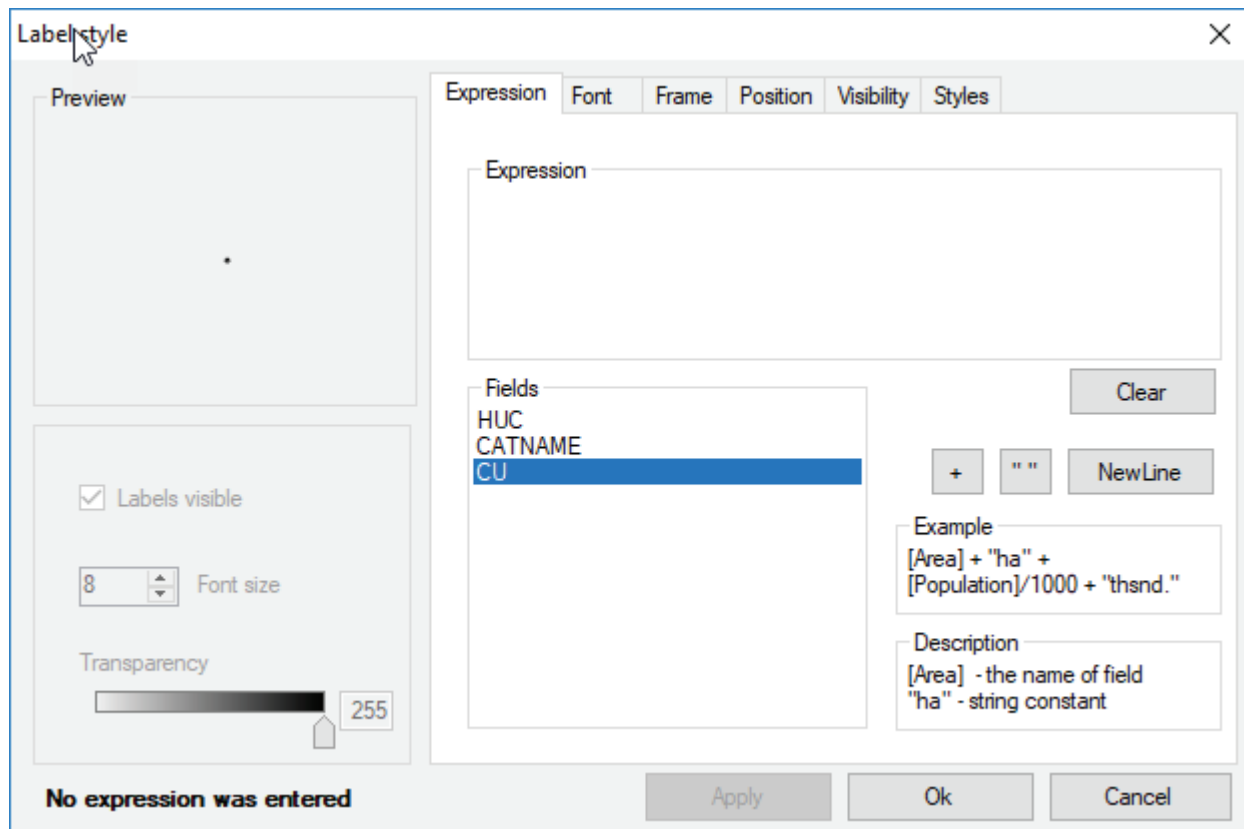 Label style
Preview
Labels visible
8 Font size
Transparency
255
Expression Font Frame Position Visibility Styles
Expression
Fields
HUC
CATNAME
CU
Clear
+ " " NewLine
Example
[Area] + "ha" +
[Population]/1000 + "thsnd."
Description
[Area] - the name of field
"ha" - string constant
No expression was entered
Apply Ok Cancel